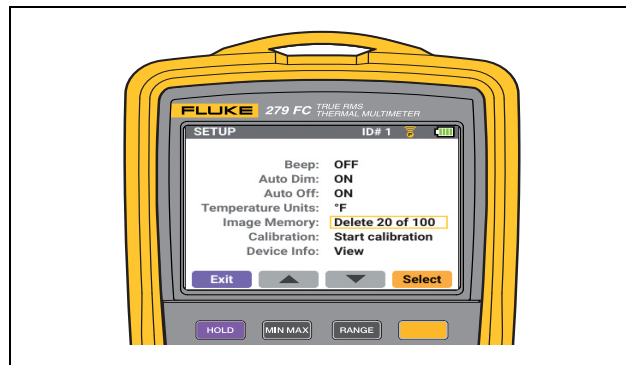 FLUKE 279 FC TRUE RMS
THERMAL MULTIMETER
SETUP ID# 1
Beep: OFF
Auto Dim: ON
Auto Off: ON
Temperature Units: °F
Image Memory: Delete 20 of 100
Calibration: Start calibration
Device Info: View
Exit Select
HOLD MIN MAX RANGE